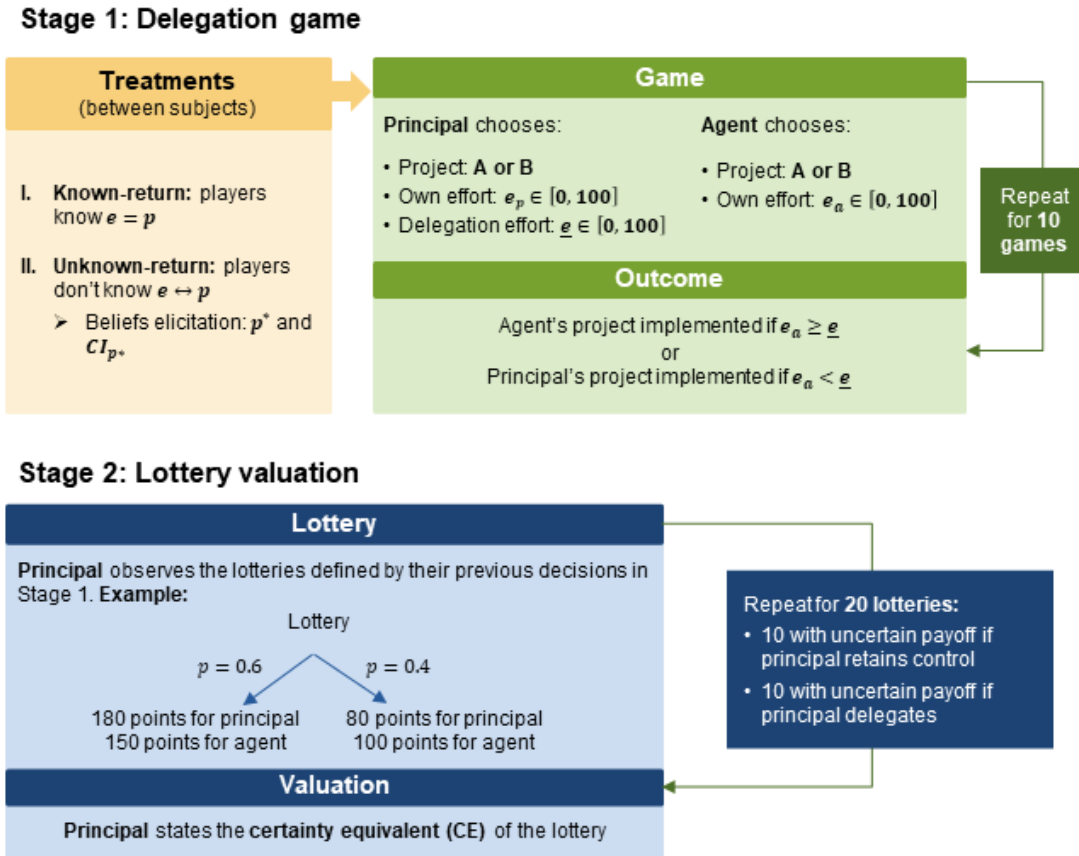 Stage 1: Delegation game
Treatments
(between subjects)
I. Known-return: players
know e = p
II. Unknown-return: players
don't know e ↔ p
➢ Beliefs elicitation: p* and
CI_p*
Game
Principal chooses:
• Project: A or B
• Own effort: e_p ∈ [0, 100]
• Delegation effort: e̲ ∈ [0, 100]
Agent chooses:
• Project: A or B
• Own effort: e_a ∈ [0, 100]
Outcome
Agent's project implemented if e_a ≥ e̲
or
Principal's project implemented if e_a < e̲
Repeat
for 10
games
Stage 2: Lottery valuation
Lottery
Principal observes the lotteries defined by their previous decisions in
Stage 1. Example:
Lottery
p = 0.6 p = 0.4
180 points for principal
150 points for agent
80 points for principal
100 points for agent
Valuation
Principal states the certainty equivalent (CE) of the lottery
Repeat for 20 lotteries:
• 10 with uncertain payoff if
principal retains control
• 10 with uncertain payoff if
principal delegates